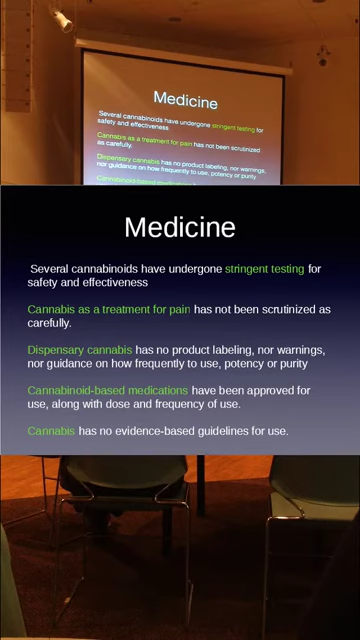 Medicine
Several cannabinoids have undergone stringent testing for
safety and effectiveness
Cannabis as a treatment for pain has not been scrutinized
as carefully.
Dispensary cannabis has no product labeling, nor warnings,
nor guidance on how frequently to use, potency or purity
Cannabinoid-based medications
Medicine
Several cannabinoids have undergone stringent testing for
safety and effectiveness
Cannabis as a treatment for pain has not been scrutinized as
carefully.
Dispensary cannabis has no product labeling, nor warnings,
nor guidance on how frequently to use, potency or purity
Cannabinoid-based medications have been approved for
use, along with dose and frequency of use.
Cannabis has no evidence-based guidelines for use.